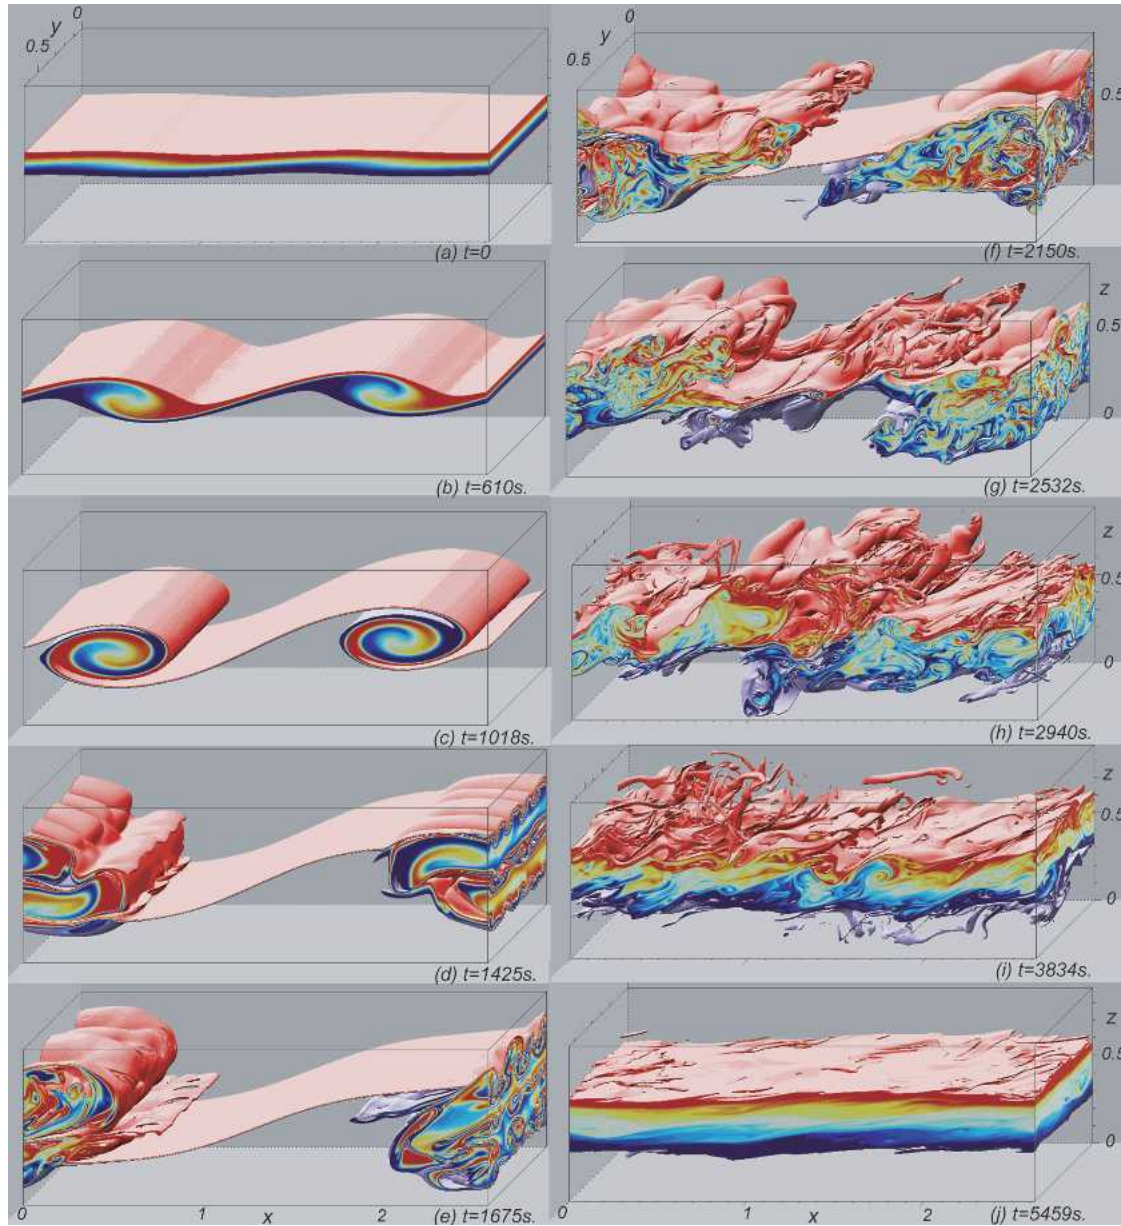 0
y
0.5
(a) t=0
(b) t=610s.
(c) t=1018s.
(d) t=1425s.
0
1
x
2
(e) t=1675s.
0
y
0.5
0.5
(f) t=2150s.
z
0.5
0
(g) t=2532s.
z
0.5
0
(h) t=2940s.
z
0.5
0
(i) t=3834s.
z
0.5
0
0
1
x
2
(j) t=5459s.